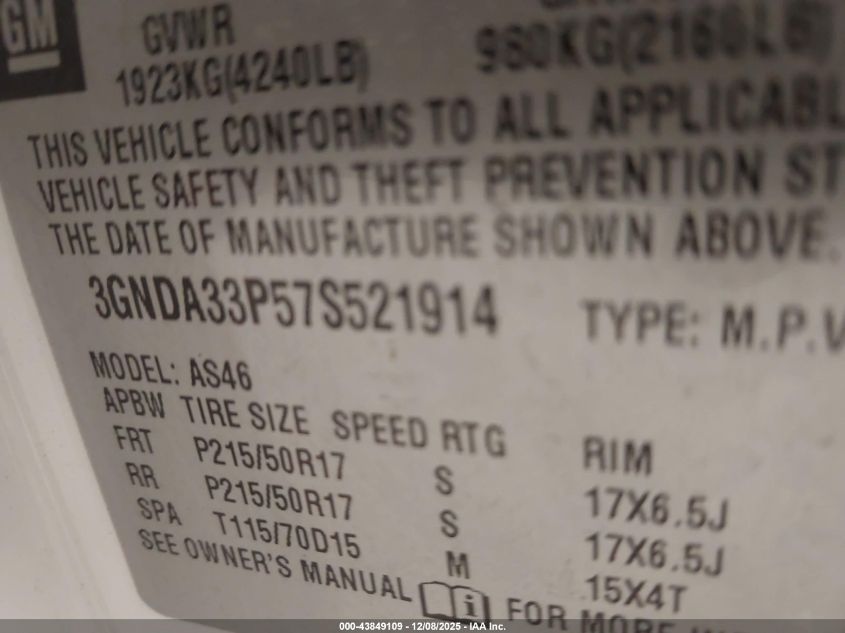 GM
GVWR
1923KG(4240LB) 980KG(2160LB)
THIS VEHICLE CONFORMS TO ALL APPLICABL
VEHICLE SAFETY AND THEFT PREVENTION ST
THE DATE OF MANUFACTURE SHOWN ABOVE.
3GNDA33P57S521914 TYPE: M.P.V
MODEL: AS46
APBW TIRE SIZE SPEED RTG RIM
FRT P215/50R17 S 17X6.5J
RR P215/50R17 S 17X6.5J
SPA T115/70D15 M 15X4T
SEE OWNER'S MANUAL i FOR MORE
000-43849109 - 12/08/2025 - IAA Inc.